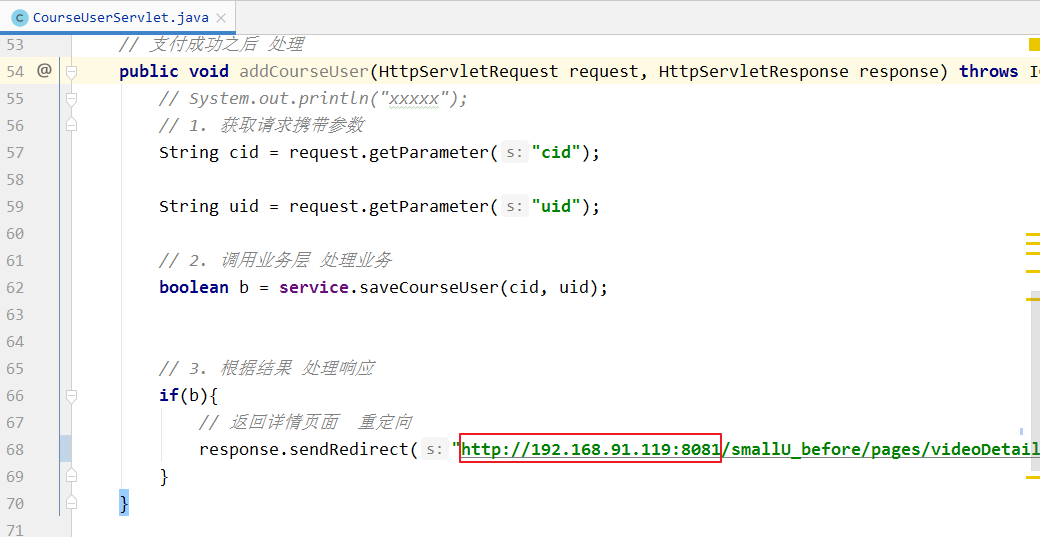 CourseUserServlet.java
53 // 支付成功之后 处理
54 @ public void addCourseUser(HttpServletRequest request, HttpServletResponse response) throws I
55 // System.out.println("xxxxx");
56 // 1. 获取请求携带参数
57 String cid = request.getParameter( s: "cid");
58
59 String uid = request.getParameter( s: "uid");
60
61 // 2. 调用业务层 处理业务
62 boolean b = service.saveCourseUser(cid, uid);
63
64
65 // 3. 根据结果 处理响应
66 if(b){
67 // 返回详情页面 重定向
68 response.sendRedirect( s: "http://192.168.91.119:8081/smallU_before/pages/videoDetail
69 }
70 }
71